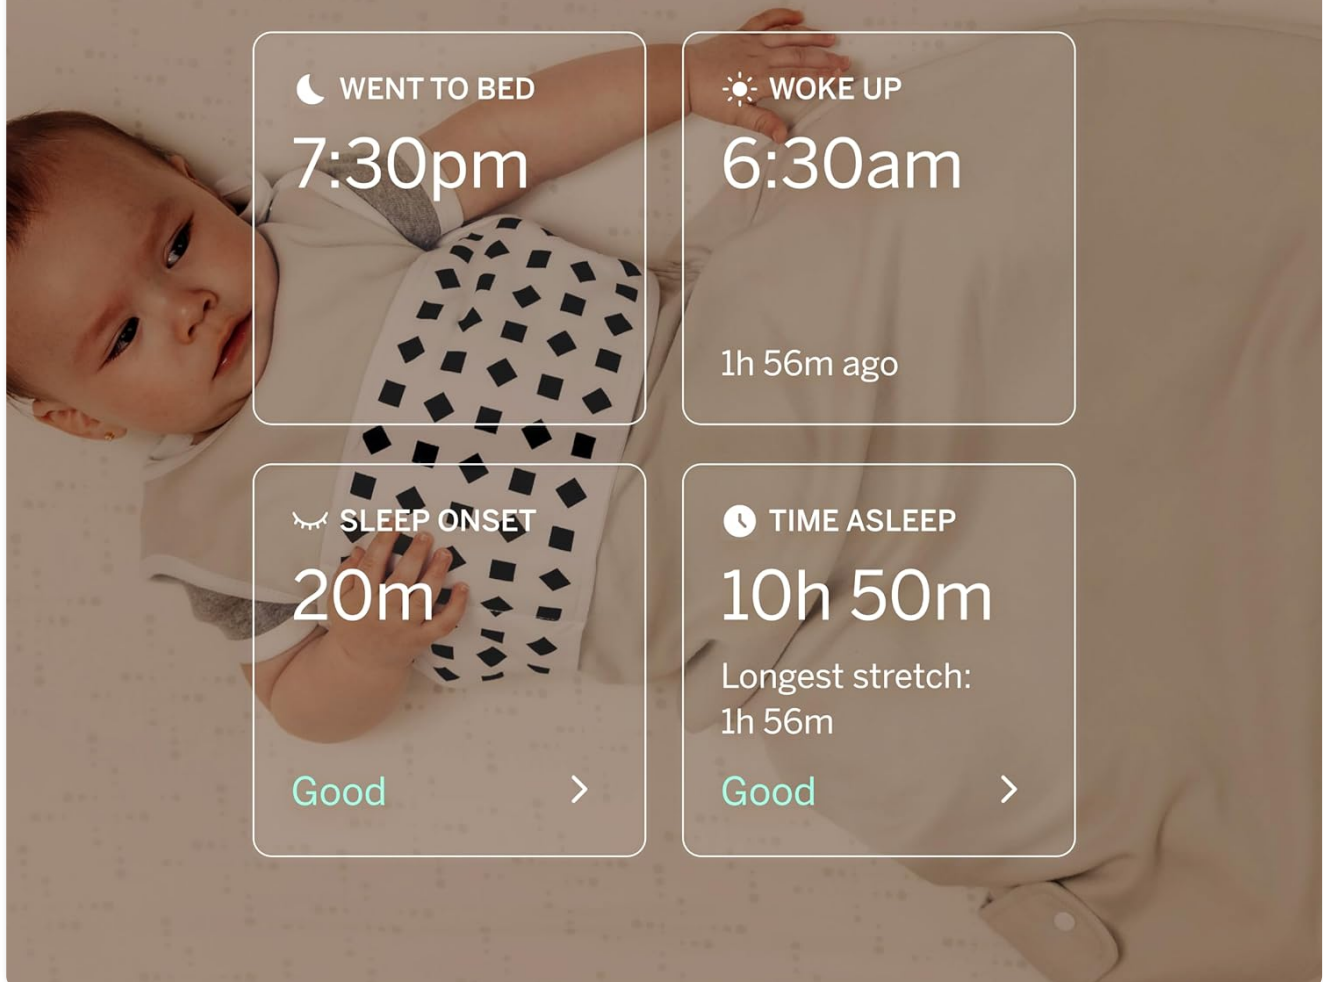 WENT TO BED
7:30pm
WOKE UP
6:30am
1h 56m ago
SLEEP ONSET
20m
Good
TIME ASLEEP
10h 50m
Longest stretch:
1h 56m
Good